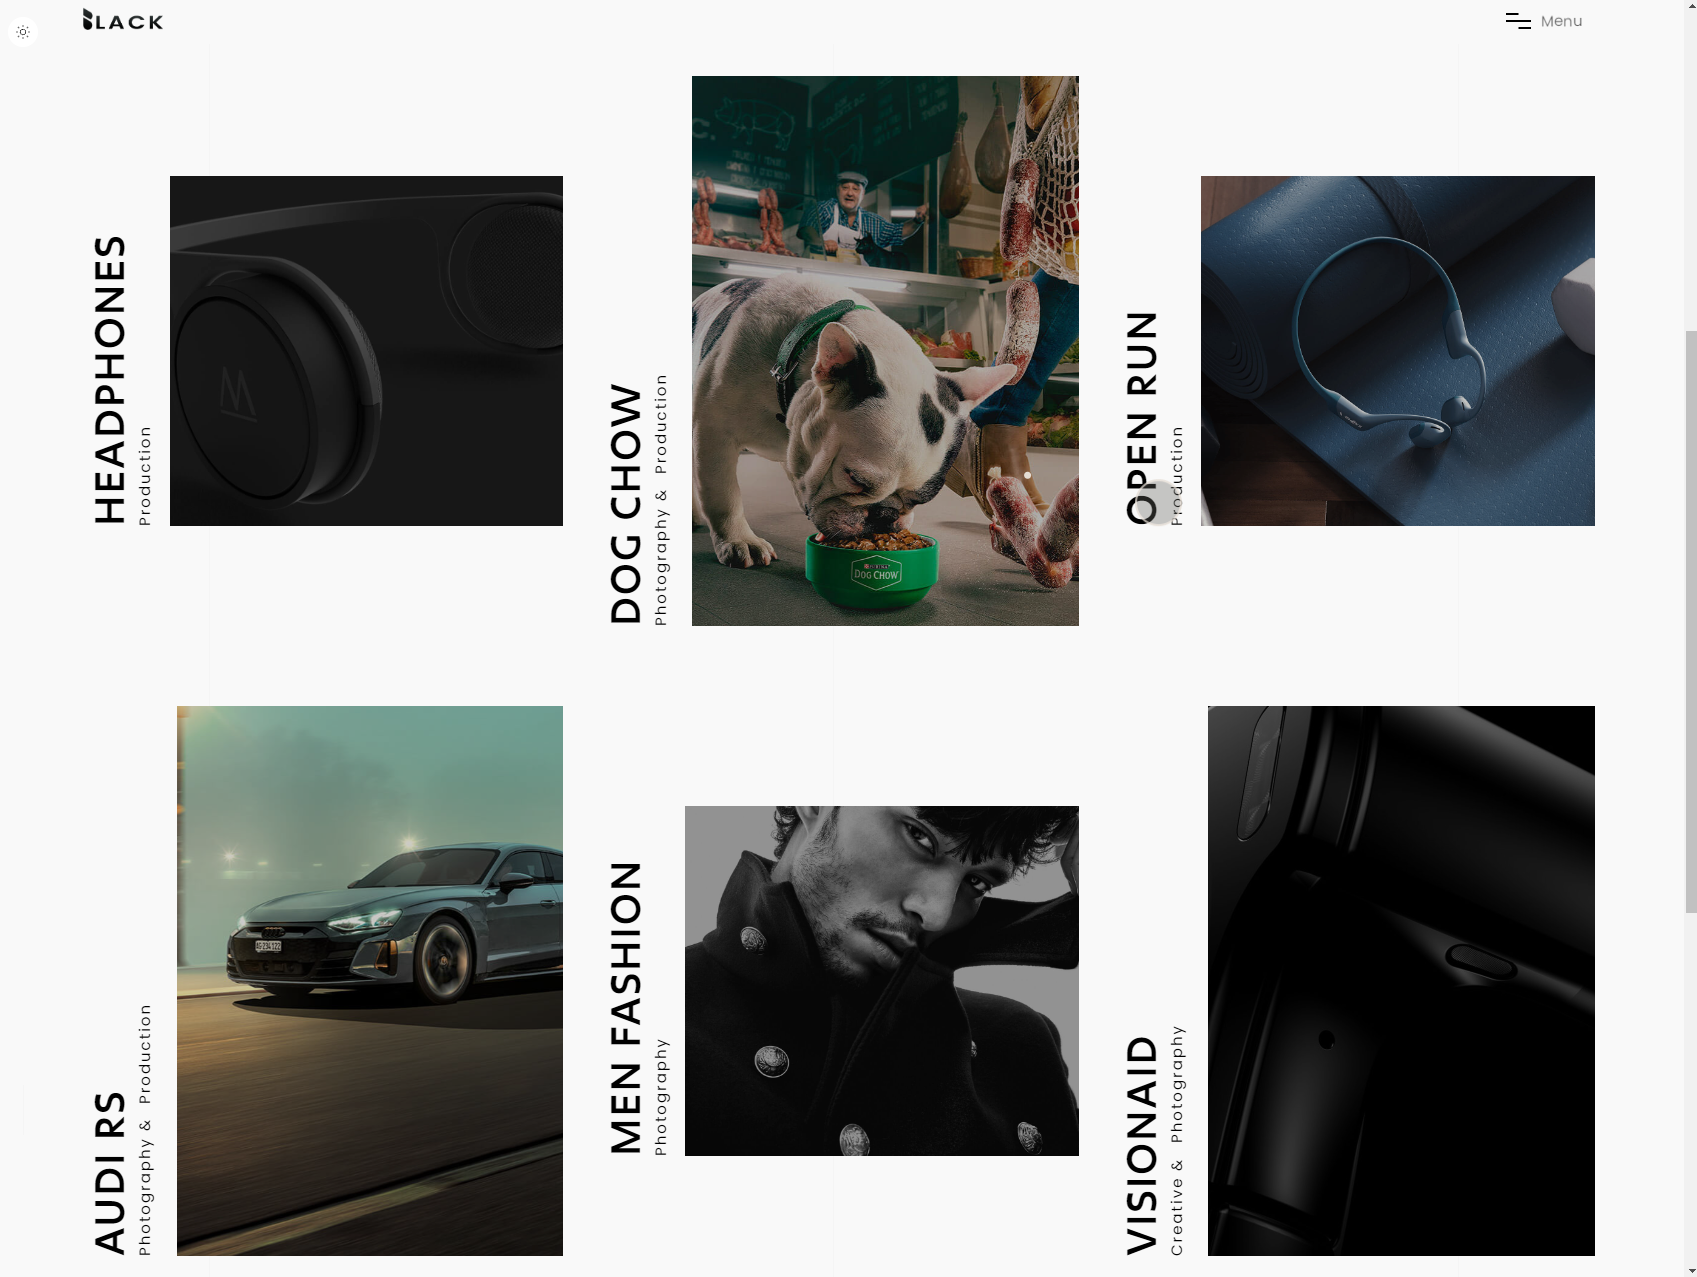 BLACK
Menu
HEADPHONES
Production
DOG CHOW
Photography & Production
DOG CHOW
OPEN RUN
Production
AUDI RS
Photography & Production
MEN FASHION
Photography
VISIONAID
Creative & Photography